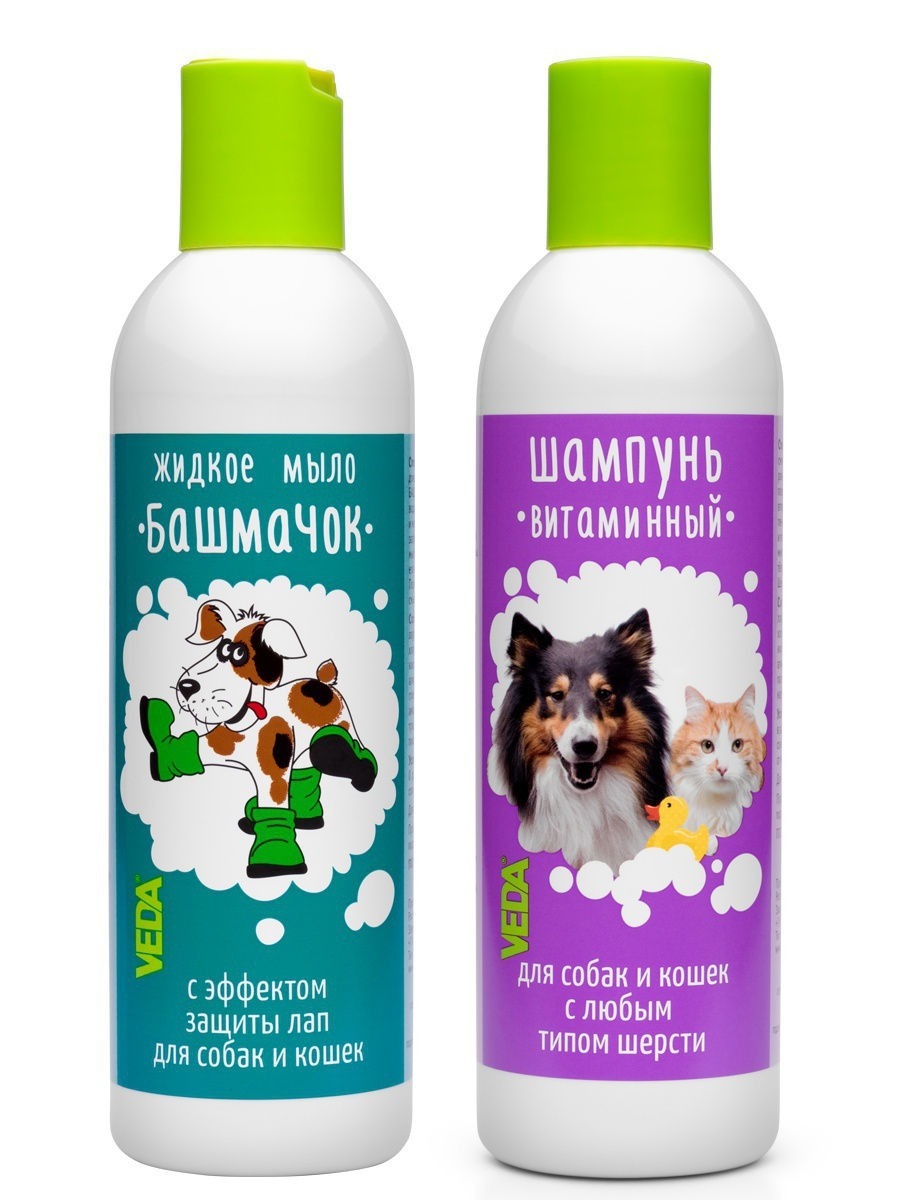 жидкое мыло
•Башмачок•
VEDA®
с эффектом
защиты лап
для собак и кошек
Шампунь
•витаминный•
VEDA®
для собак и кошек
с любым
типом шерсти